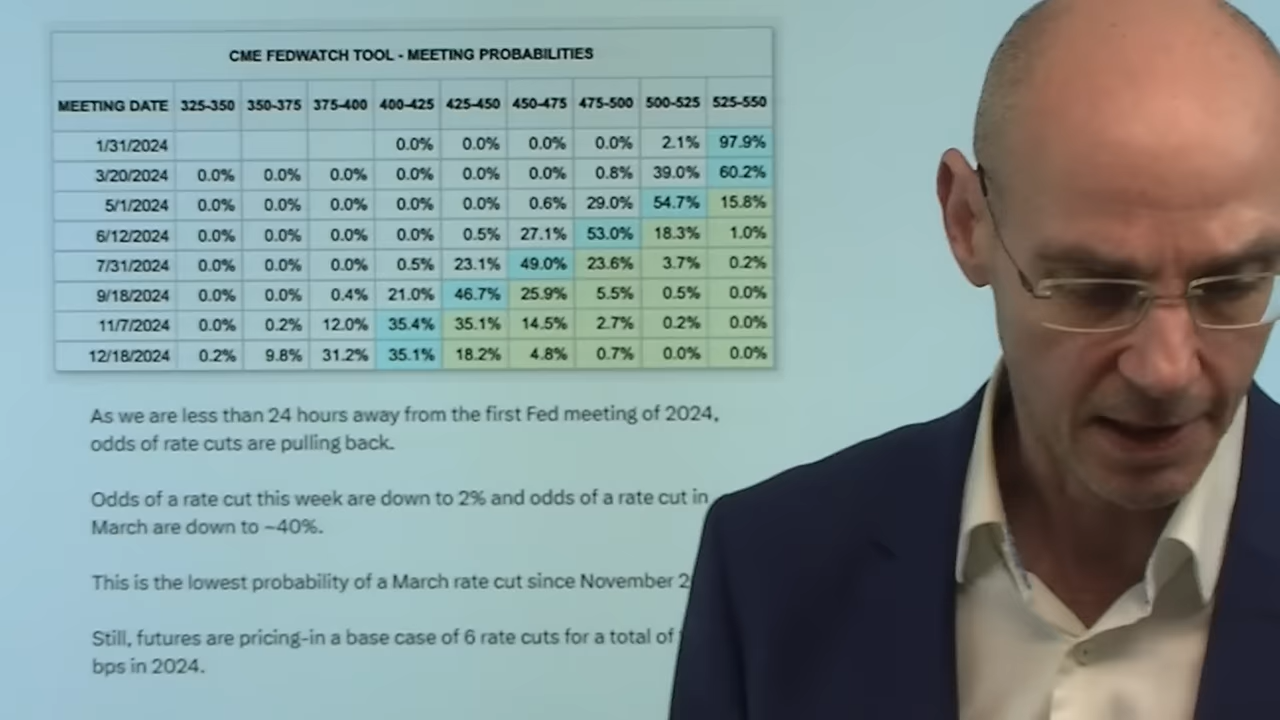 CME FEDWATCH TOOL - MEETING PROBABILITIES
MEETING DATE 325-350 350-375 375-400 400-425 425-450 450-475 475-500 500-525 525-550
1/31/2024 0.0% 0.0% 0.0% 0.0% 2.1% 97.9%
3/20/2024 0.0% 0.0% 0.0% 0.0% 0.0% 0.0% 0.8% 39.0% 60.2%
5/1/2024 0.0% 0.0% 0.0% 0.0% 0.0% 0.6% 29.0% 54.7% 15.8%
6/12/2024 0.0% 0.0% 0.0% 0.0% 0.5% 27.1% 53.0% 18.3% 1.0%
7/31/2024 0.0% 0.0% 0.0% 0.5% 23.1% 49.0% 23.6% 3.7% 0.2%
9/18/2024 0.0% 0.0% 0.4% 21.0% 46.7% 25.9% 5.5% 0.5% 0.0%
11/7/2024 0.0% 0.2% 12.0% 35.4% 35.1% 14.5% 2.7% 0.2% 0.0%
12/18/2024 0.2% 9.8% 31.2% 35.1% 18.2% 4.8% 0.7% 0.0% 0.0%
As we are less than 24 hours away from the first Fed meeting of 2024,
odds of rate cuts are pulling back.
Odds of a rate cut this week are down to 2% and odds of a rate cut in
March are down to ~40%.
This is the lowest probability of a March rate cut since November
Still, futures are pricing-in a base case of 6 rate cuts for a total of
bps in 2024.